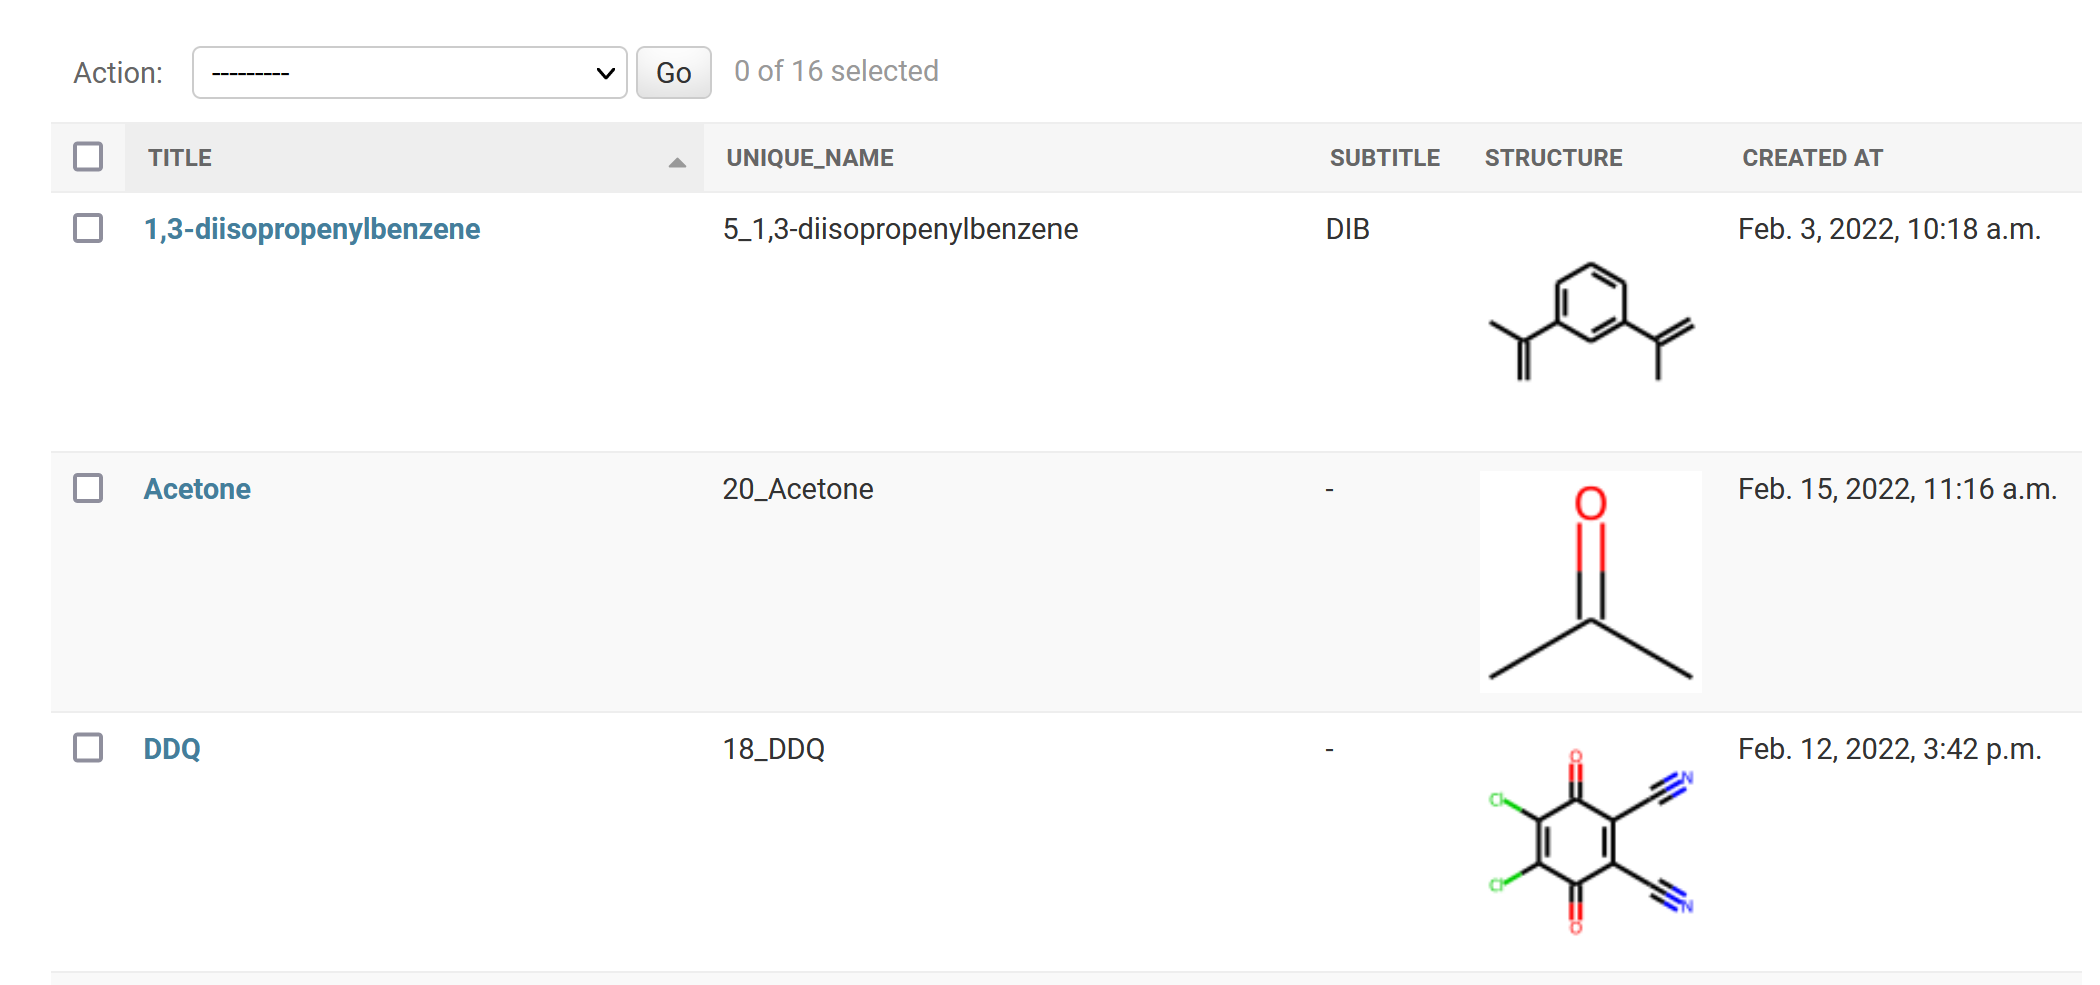 Action: --------- Go 0 of 16 selected
TITLE UNIQUE_NAME SUBTITLE STRUCTURE CREATED AT
1,3-diisopropenylbenzene 5_1,3-diisopropenylbenzene DIB Feb. 3, 2022, 10:18 a.m.
Acetone 20_Acetone - Feb. 15, 2022, 11:16 a.m.
O
DDQ 18_DDQ - Feb. 12, 2022, 3:42 p.m.
O
N
Cl
Cl
N
O